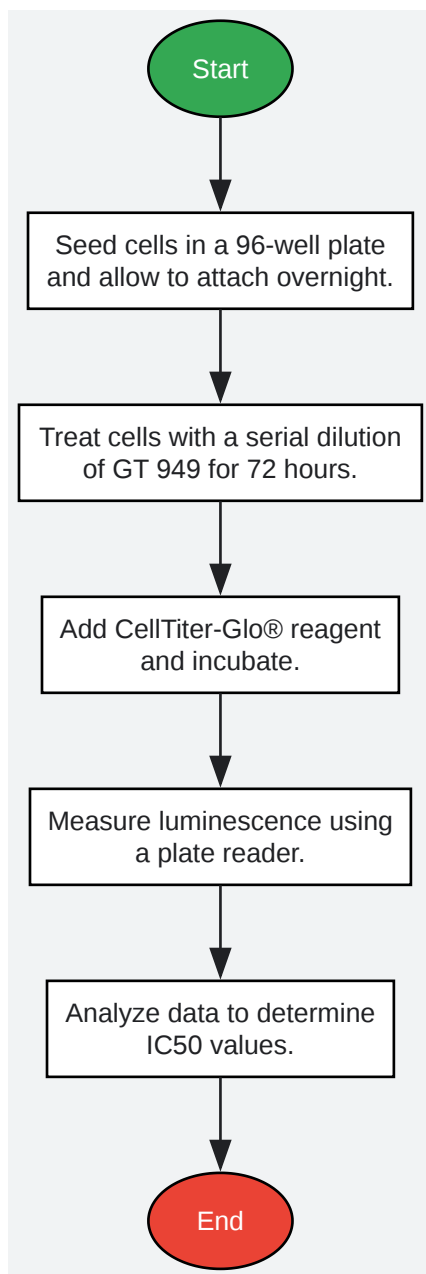 Start
Seed cells in a 96-well plate
and allow to attach overnight.
Treat cells with a serial dilution
of GT 949 for 72 hours.
Add CellTiter-Glo® reagent
and incubate.
Measure luminescence using
a plate reader.
Analyze data to determine
IC50 values.
End